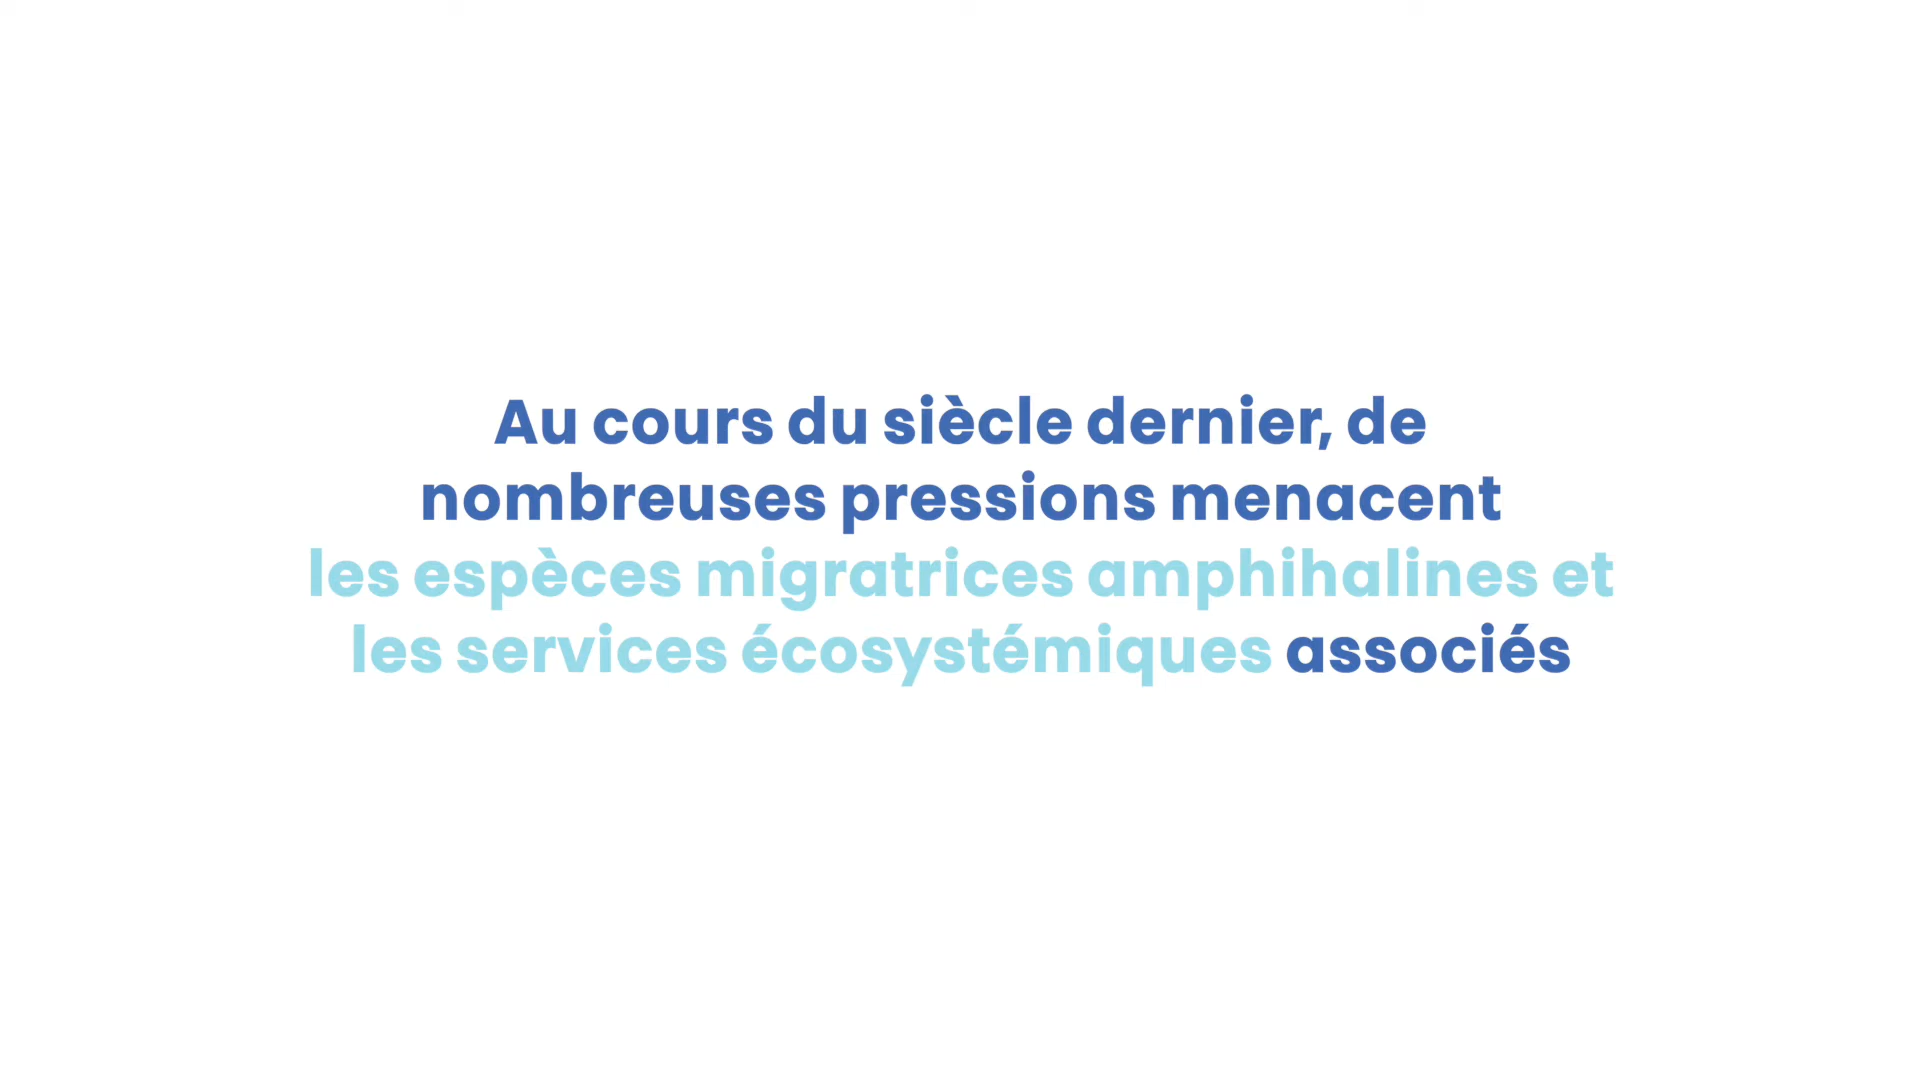 Au cours du siècle dernier, de
nombreuses pressions menacent
les espèces migratrices amphihalines et
les services écosystémiques associés